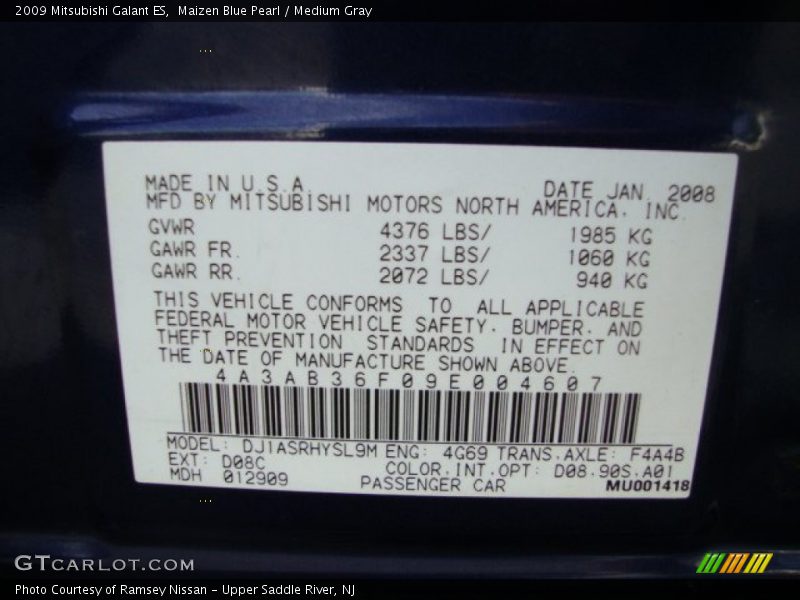 2009 Mitsubishi Galant ES,  Maizen Blue Pearl / Medium Gray
MADE IN U.S.A.
DATE JAN, 2008
MFD BY MITSUBISHI MOTORS NORTH AMERICA, INC.
GVWR 4376 LBS/ 1985 KG
GAWR FR. 2337 LBS/ 1060 KG
GAWR RR. 2072 LBS/ 940 KG
THIS VEHICLE CONFORMS TO ALL APPLICABLE
FEDERAL MOTOR VEHICLE SAFETY, BUMPER, AND
THEFT PREVENTION STANDARDS IN EFFECT ON
THE DATE OF MANUFACTURE SHOWN ABOVE.
4A3AB36F09E004607
MODEL: DJ1ASRHYSL9M ENG: 4G69 TRANS.AXLE: F4A4B
EXT: D08C COLOR.INT.OPT: D08.90S.A01
MDH 012909 PASSENGER CAR MU001418
GTCARLOT.COM
Photo Courtesy of Ramsey Nissan - Upper Saddle River, NJ